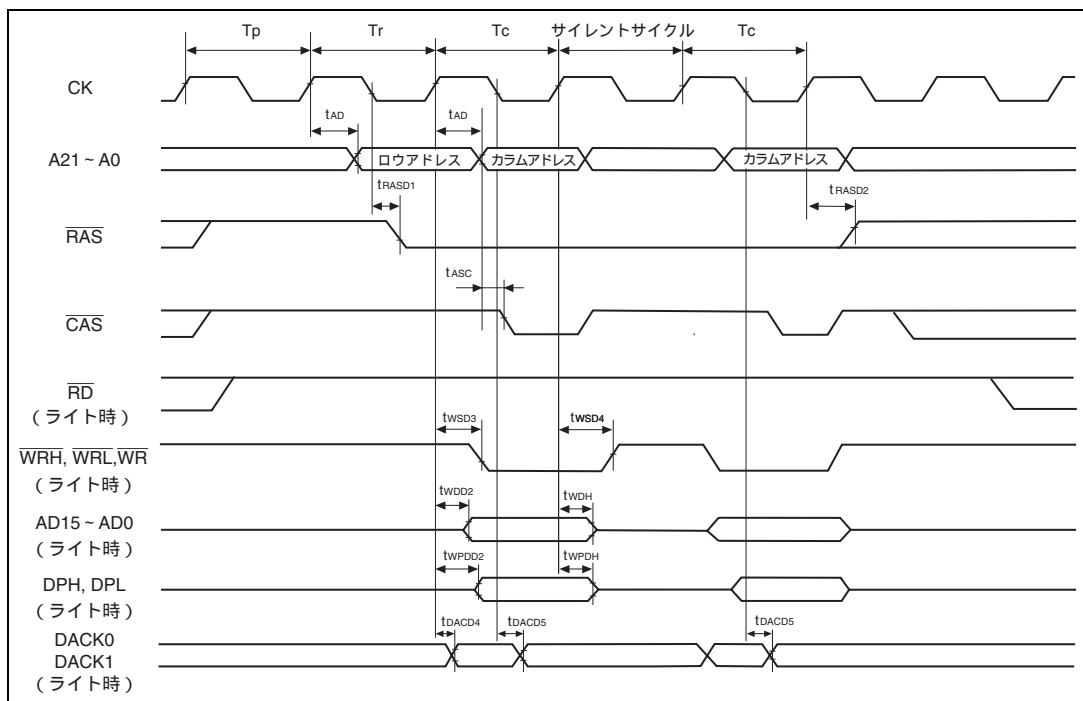 Tp Tr Tc サイレントサイクル Tc
CK
tAD tAD
A21 ~ A0 ロウアドレス カラムアドレス カラムアドレス
tRASD1 tRASD2
RAS
tASC
CAS
RD
(ライト時)
tWSD3 tWSD4
WRH, WRL,WR
(ライト時)
tWDD2 tWDH
AD15 ~ AD0
(ライト時)
tWPDD2 tWPDH
DPH, DPL
(ライト時)
tDACD4 tDACD5 tDACD5
DACK0
DACK1
(ライト時)